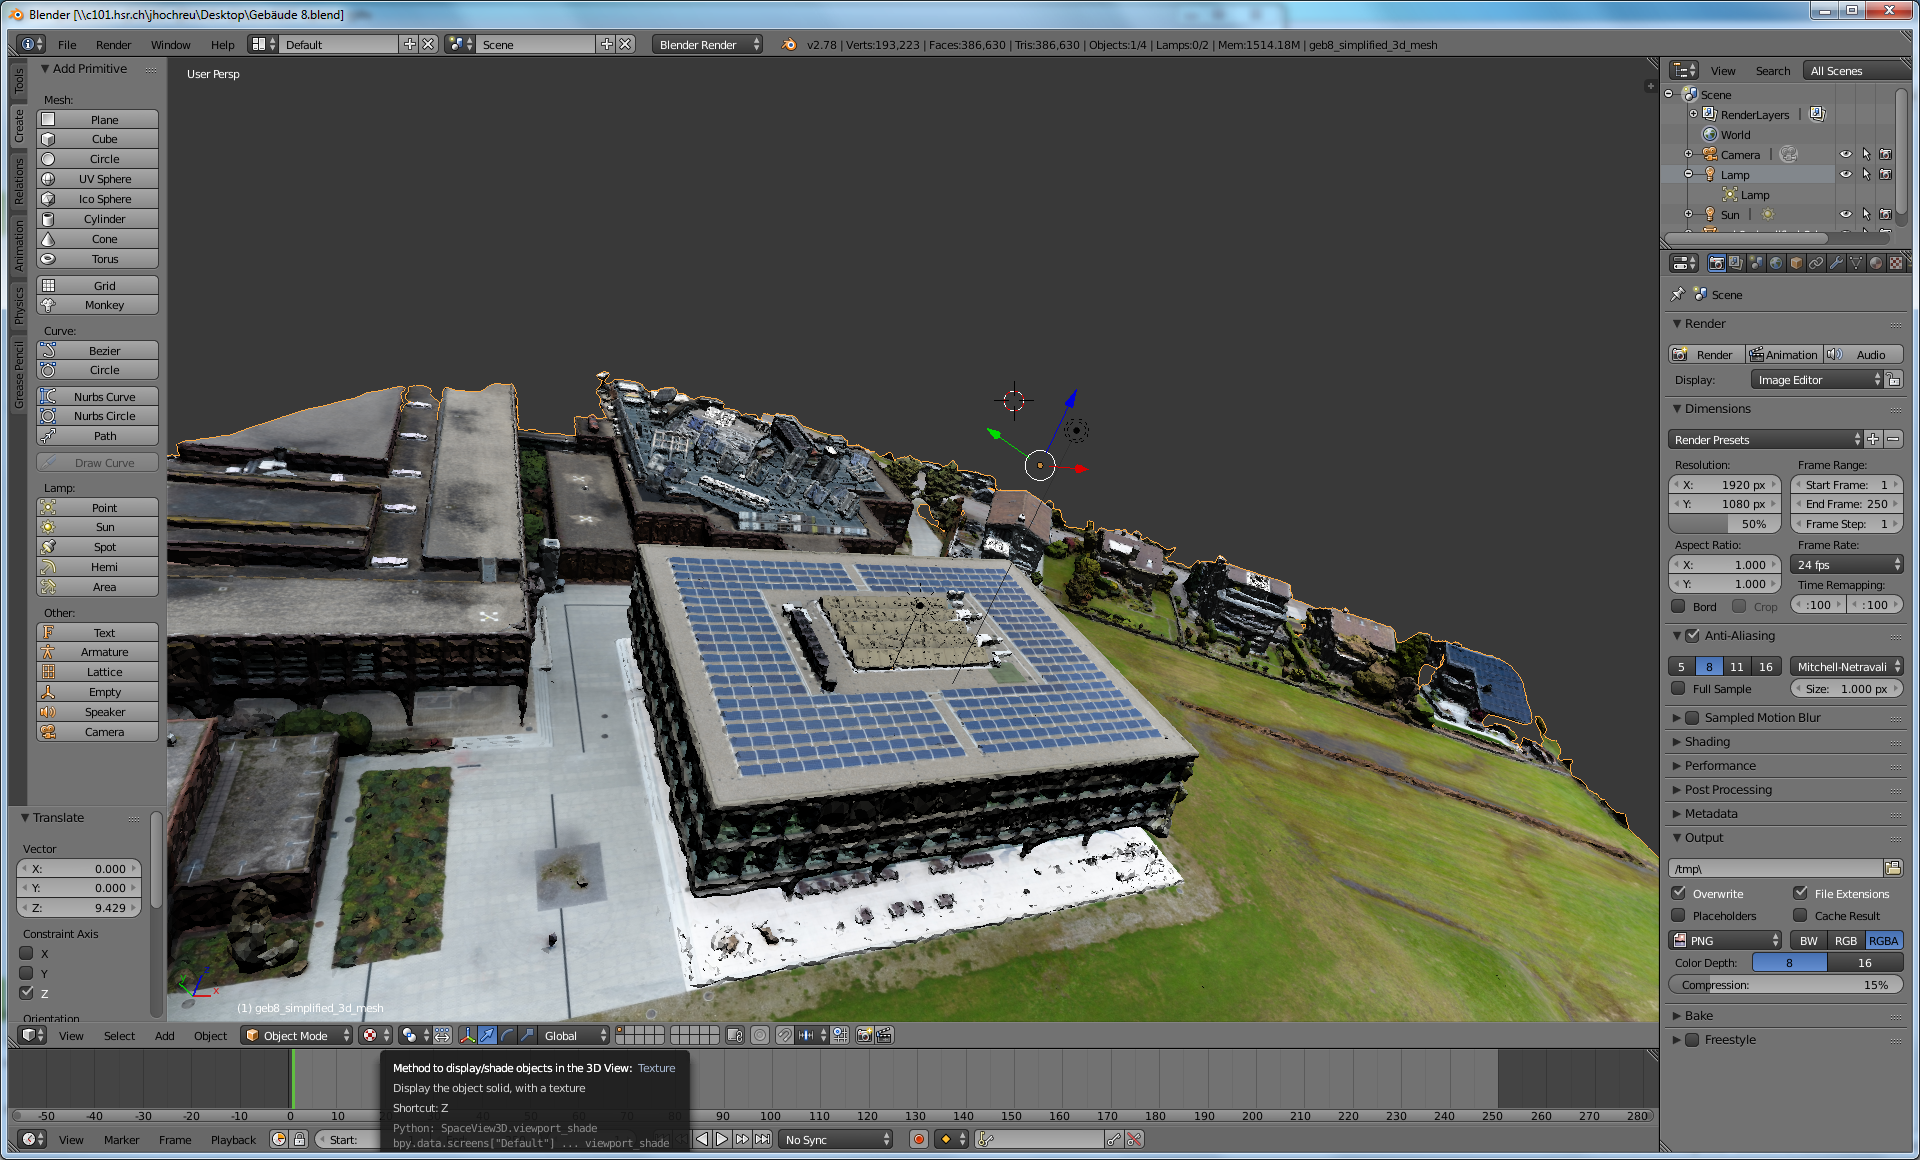 Blender [\\c101.hsr.ch\jhochreu\Desktop\Gebäude 8.blend]
File Render Window Help Default Scene Blender Render v2.78 | Verts:193,223 | Faces:386,630 | Tris:386,630 | Objects:1/4 | Lamps:0/2 | Mem:1514.18M | geb8_simplified_3d_mesh
Tools
Create
Relations
Animation
Physics
Grease Pencil
Add Primitive
Mesh:
Plane
Cube
Circle
UV Sphere
Ico Sphere
Cylinder
Cone
Torus
Grid
Monkey
Curve:
Bezier
Circle
Nurbs Curve
Nurbs Circle
Path
Draw Curve
Lamp:
Point
Sun
Spot
Hemi
Area
Other:
Text
Armature
Lattice
Empty
Speaker
Camera
Translate
Vector
X: 0.000
Y: 0.000
Z: 9.429
Constraint Axis
X
Y
Z
Orientation
User Persp
(1) geb8_simplified_3d_mesh
View Select Add Object Object Mode Global
Method to display/shade objects in the 3D View: Texture
Display the object solid, with a texture
Shortcut: Z
Python: SpaceView3D.viewport_shade
bpy.data.screens["Default"] ... viewport_shade
-50 -40 -30 -20 -10 0 10 90 100 110 120 130 140 150 160 170 180 190 200 210 220 230 240 250 260 270 280
View Marker Frame Playback Start: No Sync
View Search All Scenes
Scene
RenderLayers
World
Camera
Lamp
Lamp
Sun
Scene
Render
Render Animation Audio
Display: Image Editor
Dimensions
Render Presets
Resolution: Frame Range:
X: 1920 px Start Frame: 1
Y: 1080 px End Frame: 250
50% Frame Step: 1
Aspect Ratio: Frame Rate:
X: 1.000 24 fps
Y: 1.000 Time Remapping:
Bord Crop :100 :100
Anti-Aliasing
5 8 11 16 Mitchell-Netravali
Full Sample Size: 1.000 px
Sampled Motion Blur
Shading
Performance
Post Processing
Metadata
Output
/tmp\
Overwrite File Extensions
Placeholders Cache Result
PNG BW RGB RGBA
Color Depth: 8 16
Compression: 15%
Bake
Freestyle